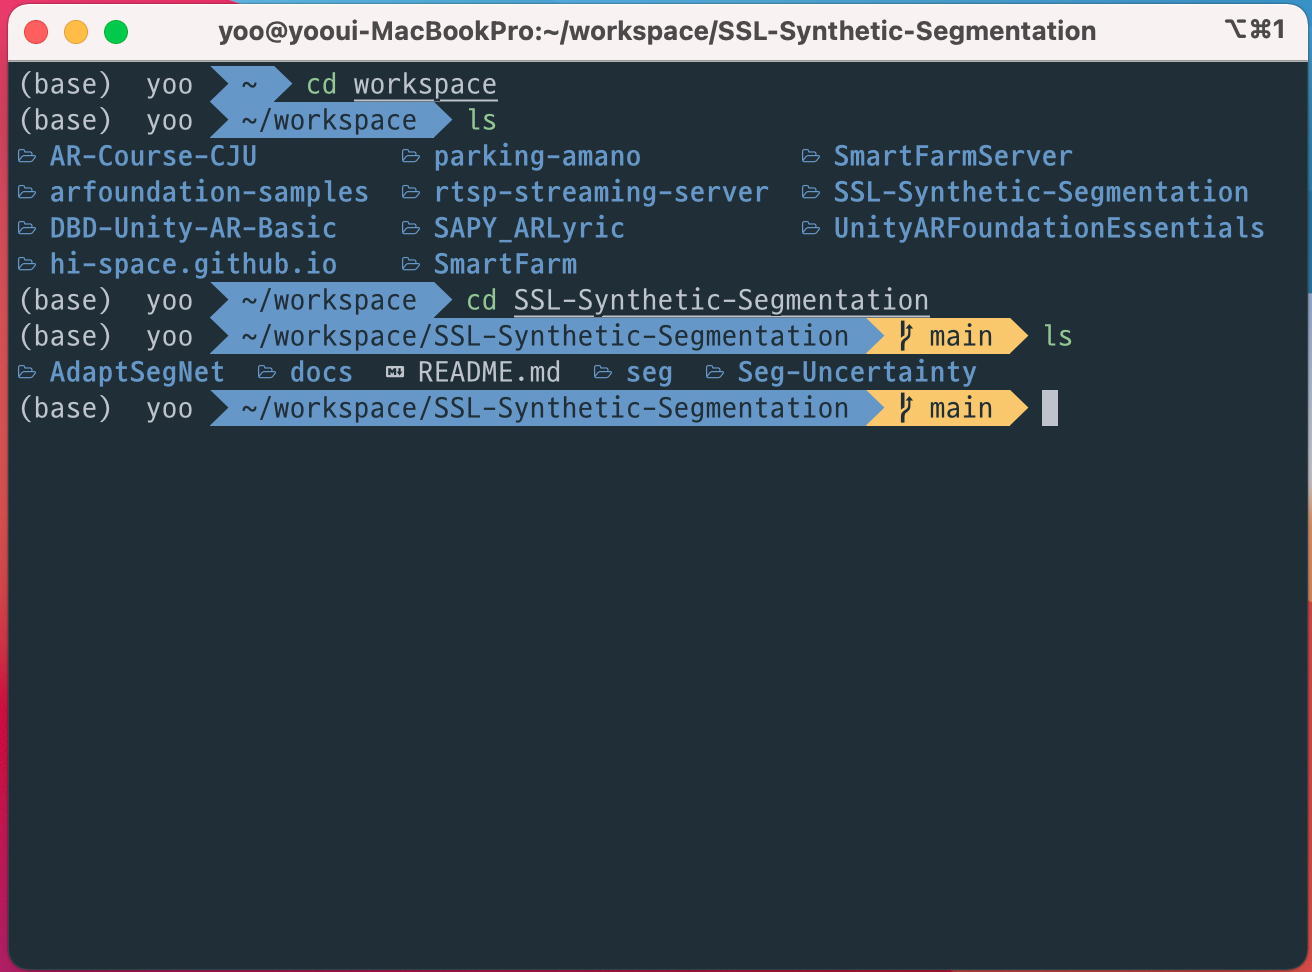 yoo@yooui-MacBookPro:~/workspace/SSL-Synthetic-Segmentation ⌥⌘1
(base) yoo ~ cd workspace
(base) yoo ~/workspace ls
AR-Course-CJU parking-amano SmartFarmServer
arfoundation-samples rtsp-streaming-server SSL-Synthetic-Segmentation
DBD-Unity-AR-Basic SAPY_ARLyric UnityARFoundationEssentials
hi-space.github.io SmartFarm
(base) yoo ~/workspace cd SSL-Synthetic-Segmentation
(base) yoo ~/workspace/SSL-Synthetic-Segmentation main ls
AdaptSegNet docs README.md seg Seg-Uncertainty
(base) yoo ~/workspace/SSL-Synthetic-Segmentation main